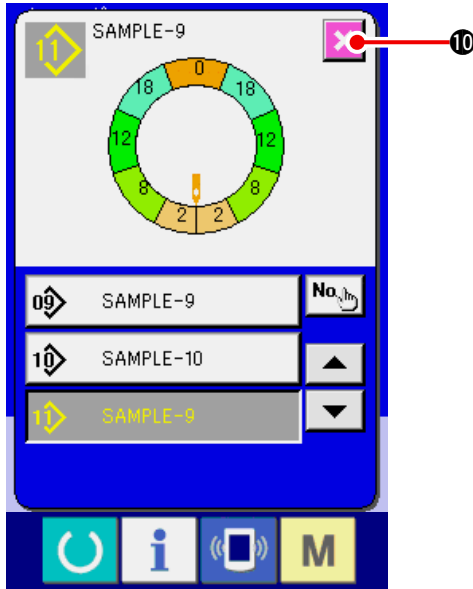 11 SAMPLE-9
❿
0
18 18
12 12
8 8
2 2
09 SAMPLE-9
No.
10 SAMPLE-10
11 SAMPLE-9
i M